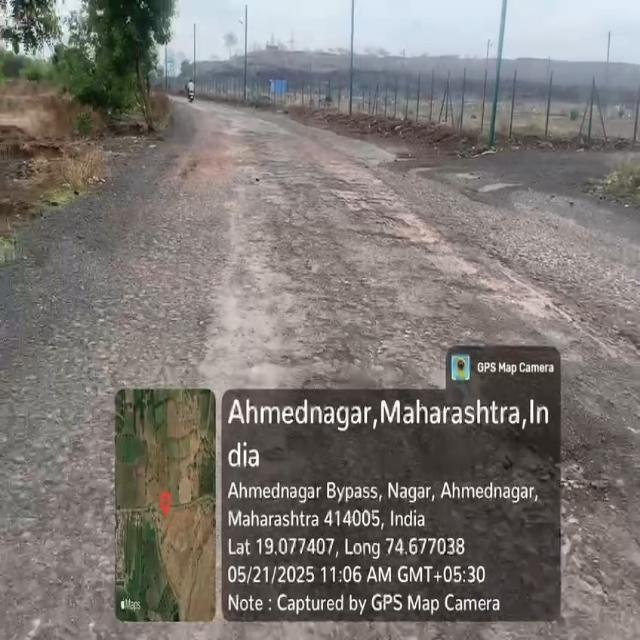 GPS Map Camera
Ahmednagar,Maharashtra,In
dia
Ahmednagar Bypass, Nagar, Ahmednagar,
Maharashtra 414005, India
Lat 19.077407, Long 74.677038
05/21/2025 11:06 AM GMT+05:30
Note : Captured by GPS Map Camera
Maps